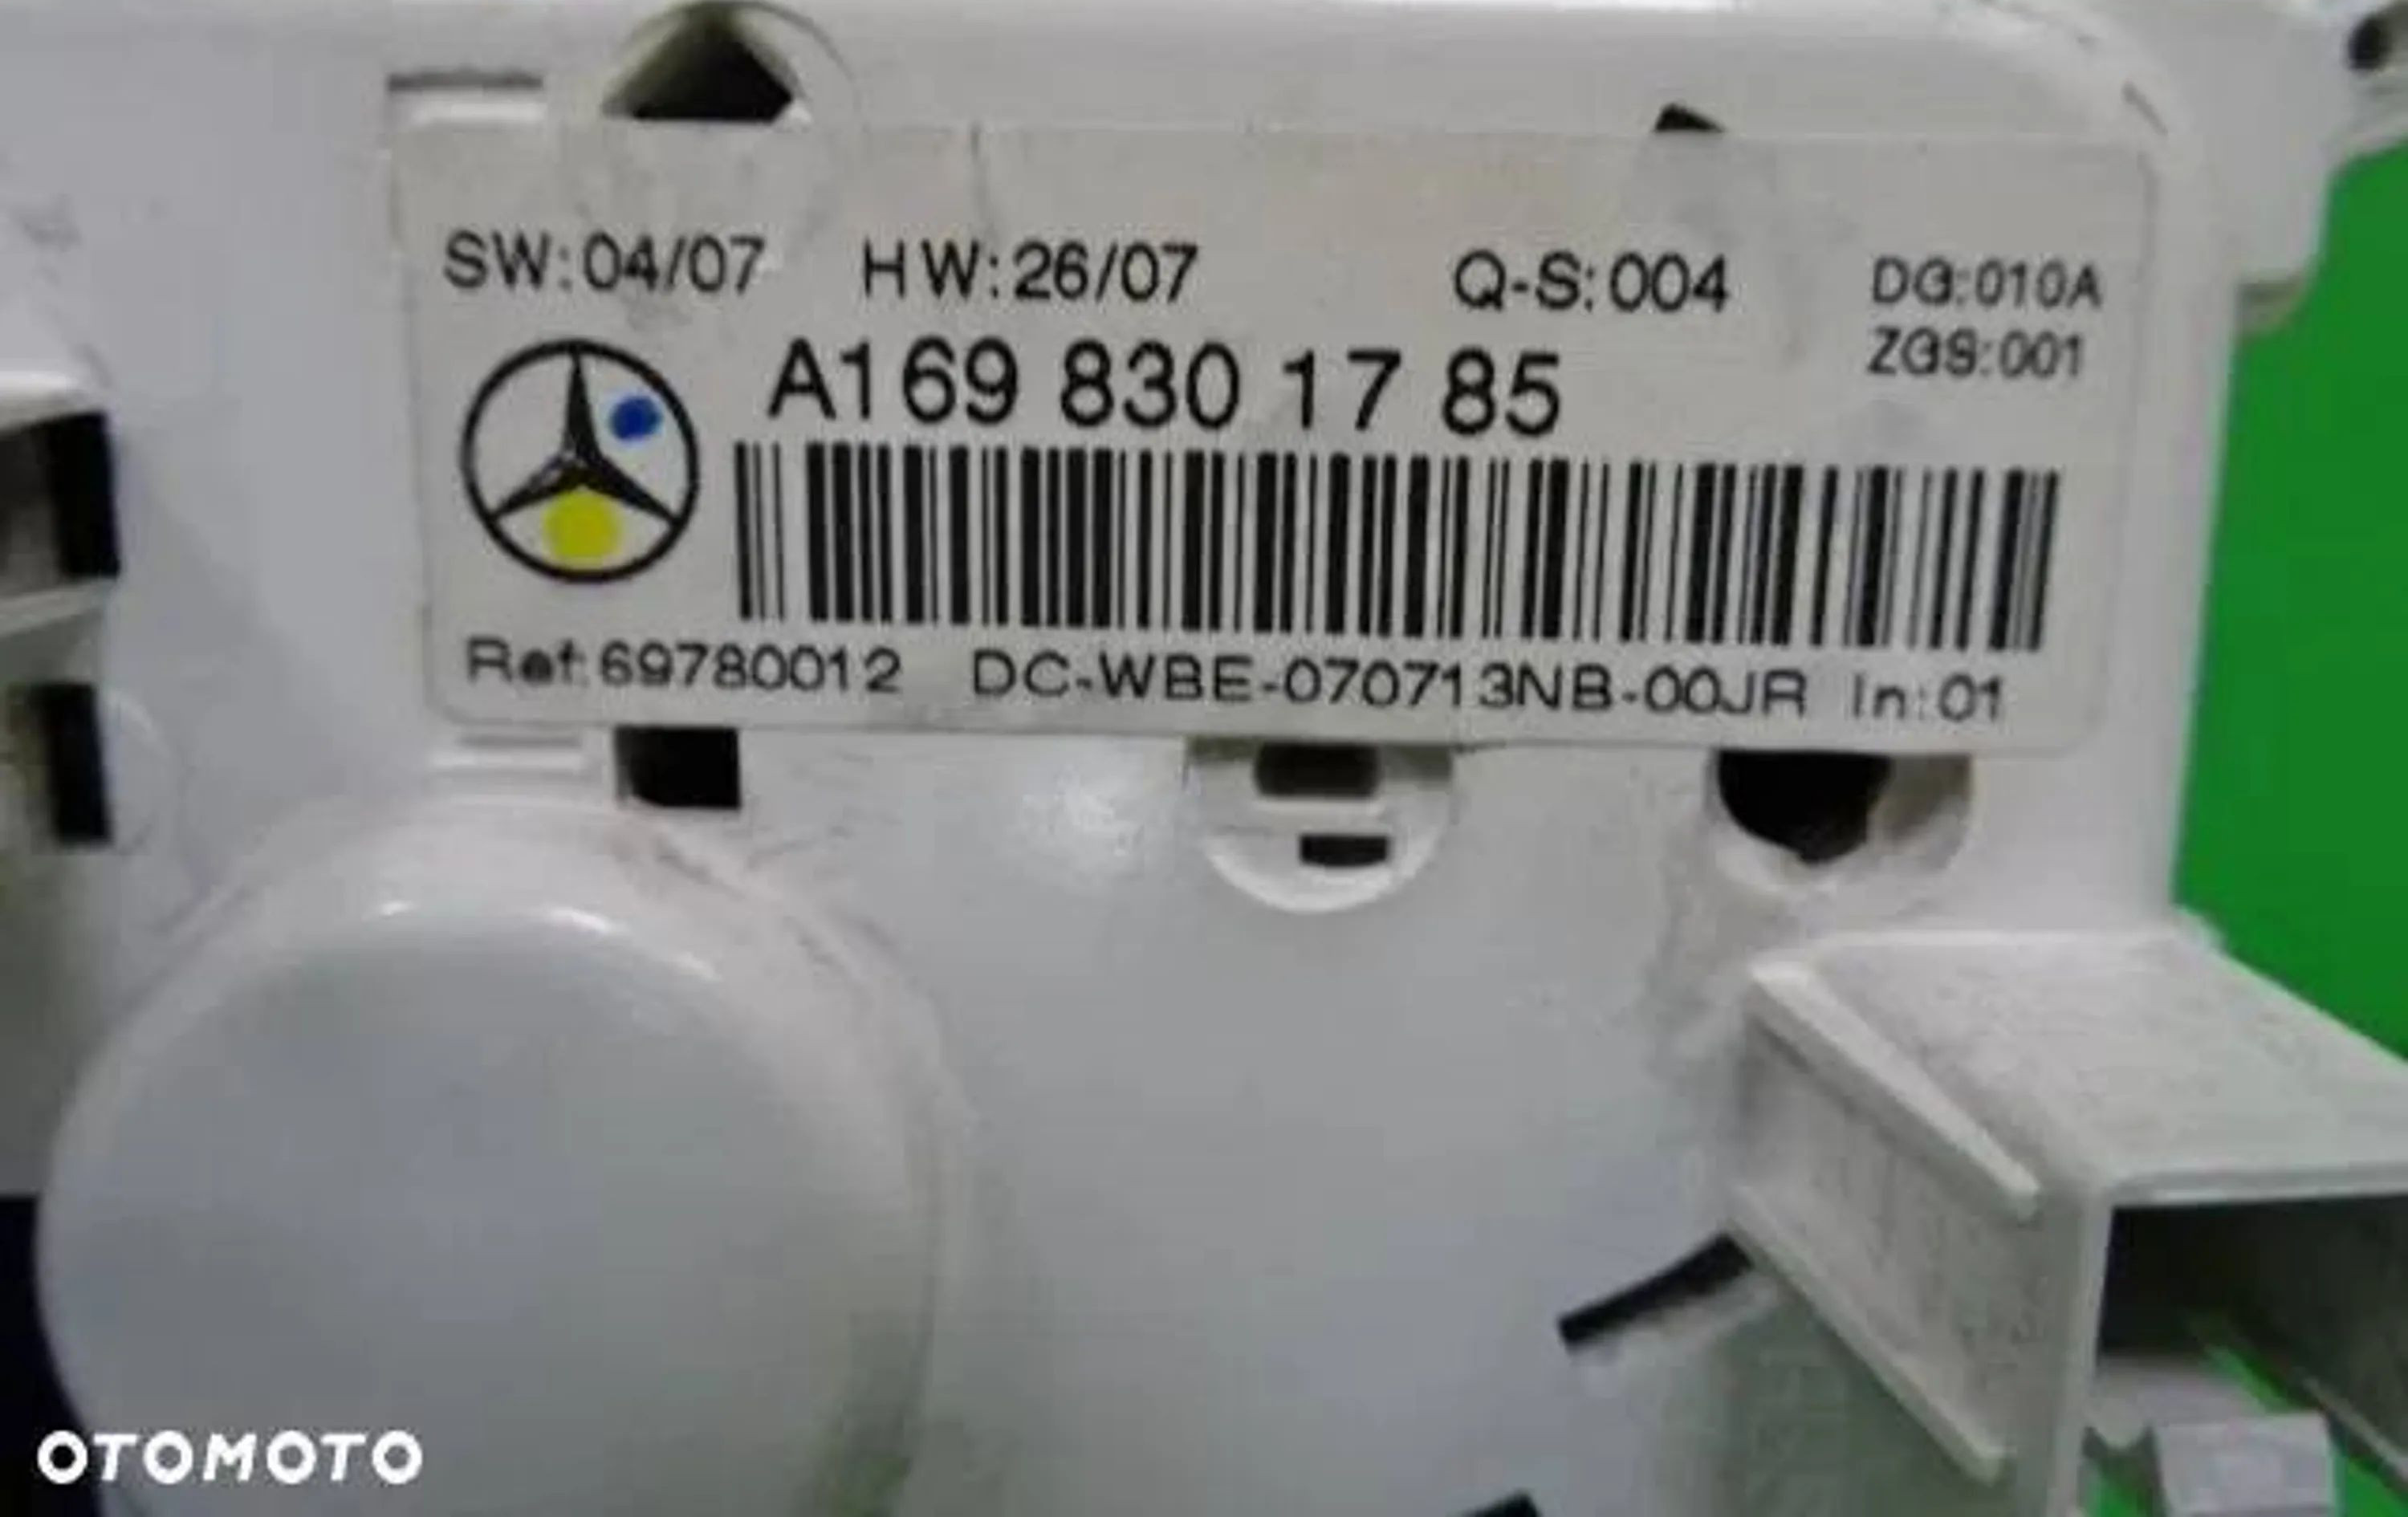 SW:04/07 HW:26/07 Q-S:004 DG:010A
ZGS:001
A169 830 17 85
Ref:69780012 DC-WBE-070713NB-00JR In:01
OTOMOTO